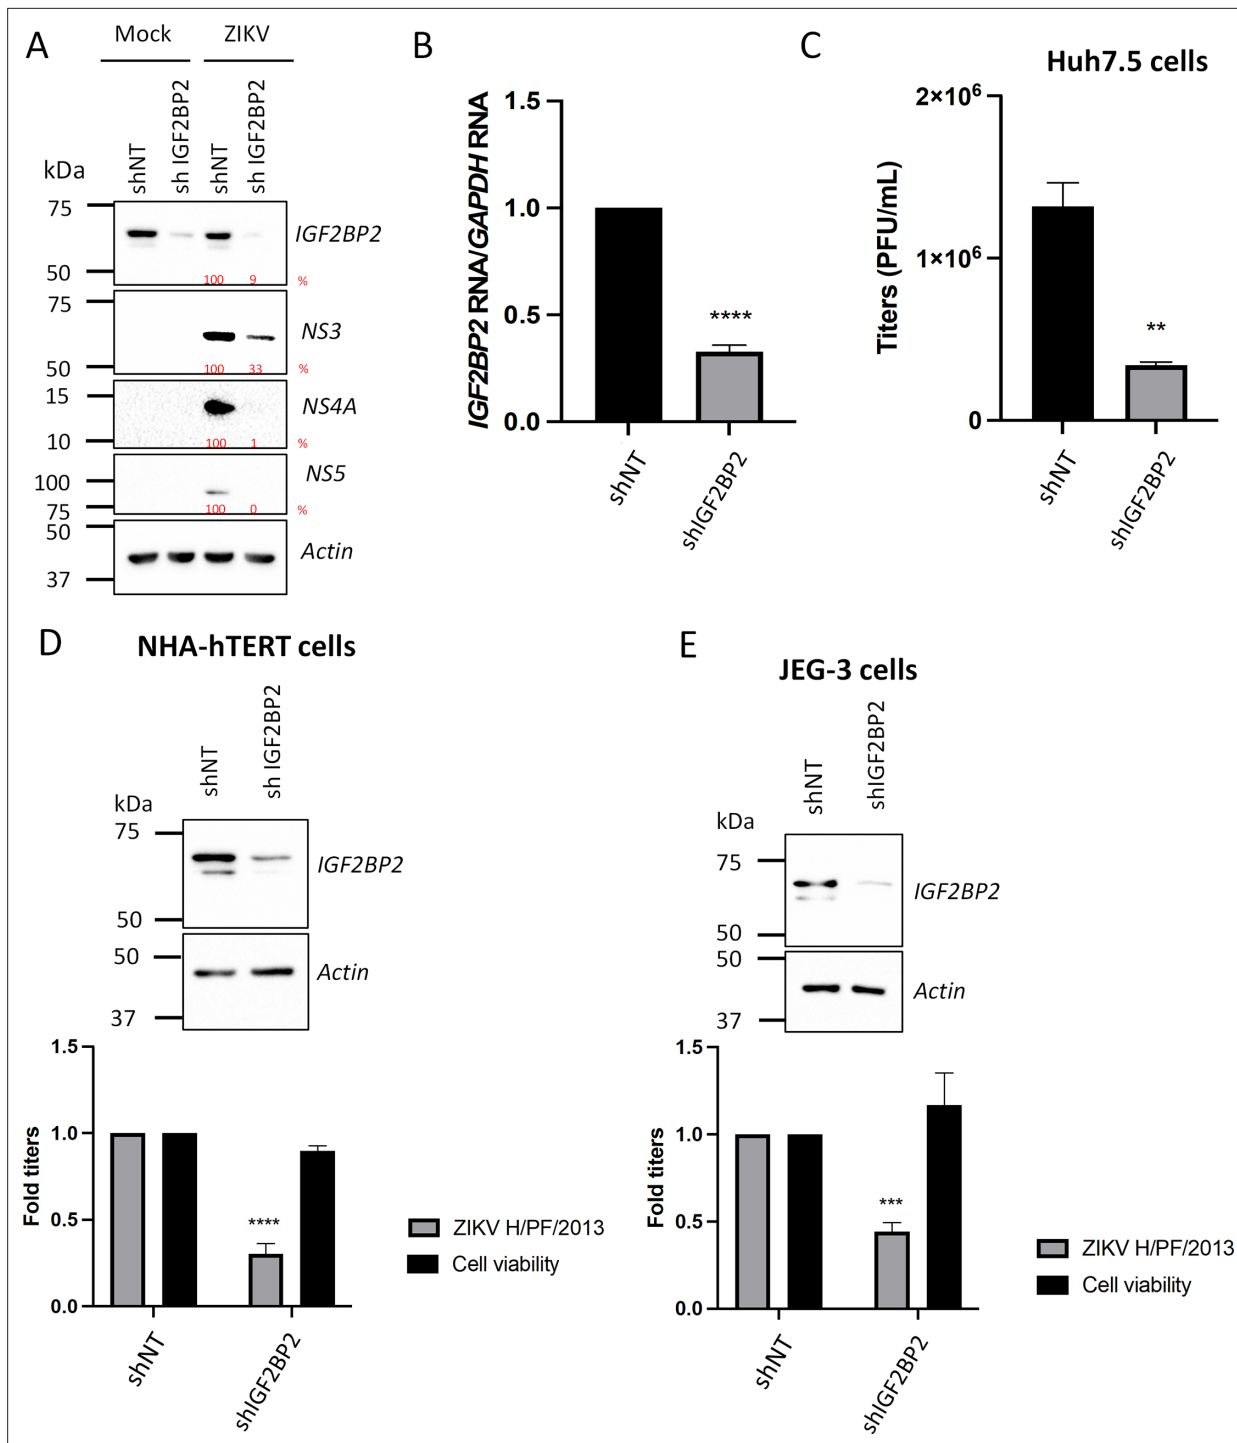 A
Mock ZIKV
shNT
sh IGF2BP2
shNT
sh IGF2BP2
kDa
75
50
IGF2BP2
100 9 %
75
50
NS3
100 33 %
15
10
NS4A
100 1 %
100
75
NS5
100 0 %
50
37
Actin
B
IGF2BP2 RNA/GAPDH RNA
1.5
1.0
0.5
0.0
****
shNT
shIGF2BP2
C
Huh7.5 cells
Titers (PFU/mL)
2×10⁶
1×10⁶
0
**
shNT
shIGF2BP2
D
NHA-hTERT cells
shNT
sh IGF2BP2
kDa
75
50
IGF2BP2
50
37
Actin
Fold titers
1.5
1.0
0.5
0.0
****
shNT
shIGF2BP2
ZIKV H/PF/2013
Cell viability
E
JEG-3 cells
shNT
shIGF2BP2
kDa
75
50
IGF2BP2
50
37
Actin
Fold titers
1.5
1.0
0.5
0.0
***
shNT
shIGF2BP2
ZIKV H/PF/2013
Cell viability